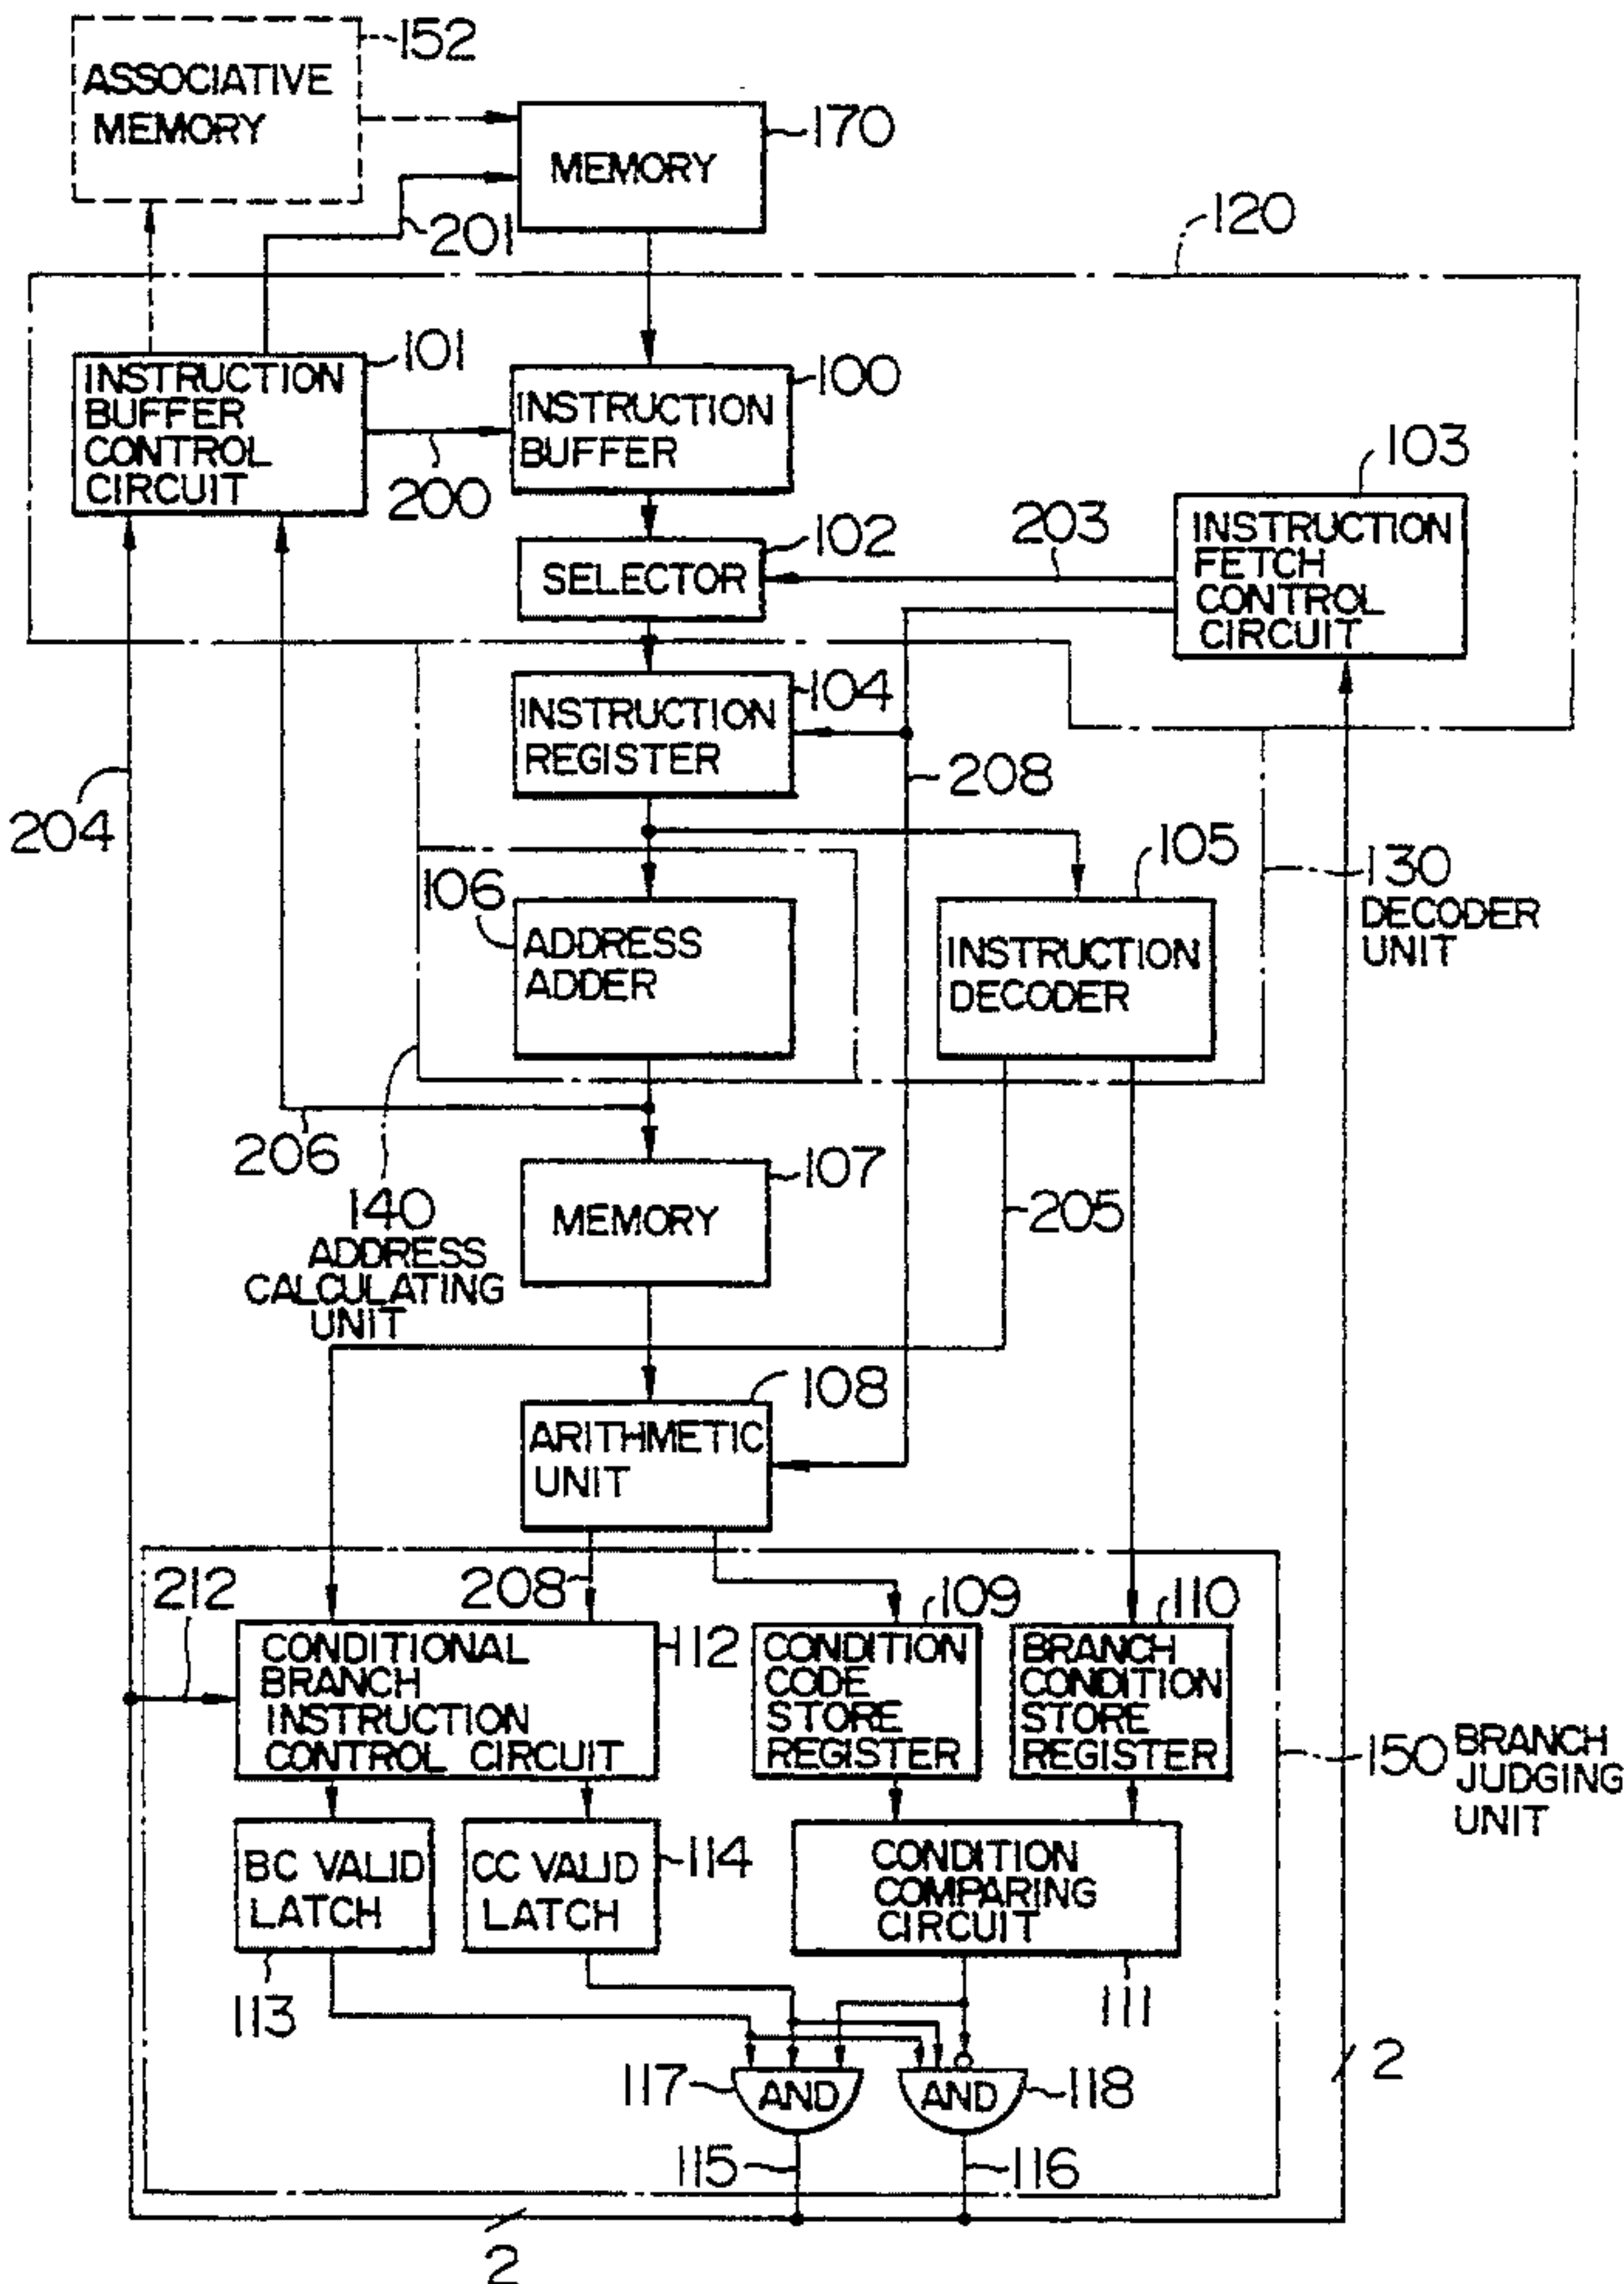 152
ASSOCIATIVE
MEMORY
170
MEMORY
201
120
101
INSTRUCTION
BUFFER
CONTROL
CIRCUIT
200
100
INSTRUCTION
BUFFER
103
INSTRUCTION
FETCH
CONTROL
CIRCUIT
203
102
SELECTOR
104
INSTRUCTION
REGISTER
208
204
106
ADDRESS
ADDER
105
INSTRUCTION
DECODER
130
DECODER
UNIT
206
140
ADDRESS
CALCULATING
UNIT
107
MEMORY
205
108
ARITHMETIC
UNIT
212
208
112
CONDITIONAL
BRANCH
INSTRUCTION
CONTROL CIRCUIT
109
CONDITION
CODE
STORE
REGISTER
110
BRANCH
CONDITION
STORE
REGISTER
150 BRANCH
JUDGING
UNIT
BC VALID
LATCH
113
CC VALID
LATCH
114
CONDITION
COMPARING
CIRCUIT
111
117
AND
AND
118
2
115
116
2